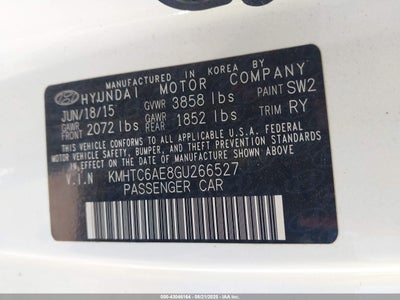 MANUFACTURED IN KOREA BY
HYUNDAI MOTOR COMPANY
JUN/18/15 GVWR 3858 lbs PAINT SW2
GAWR FRONT 2072 lbs GAWR REAR 1852 lbs TRIM RY
THIS VEHICLE CONFORMS TO ALL APPLICABLE U.S. FEDERAL
MOTOR VEHICLE SAFETY, BUMPER, AND THEFT PREVENTION
STANDARDS IN EFFECT ON THE DATE OF MANUFACTURE SHOWN ABOVE.
V.I.N KMHTC6AE8GU266527
PASSENGER CAR